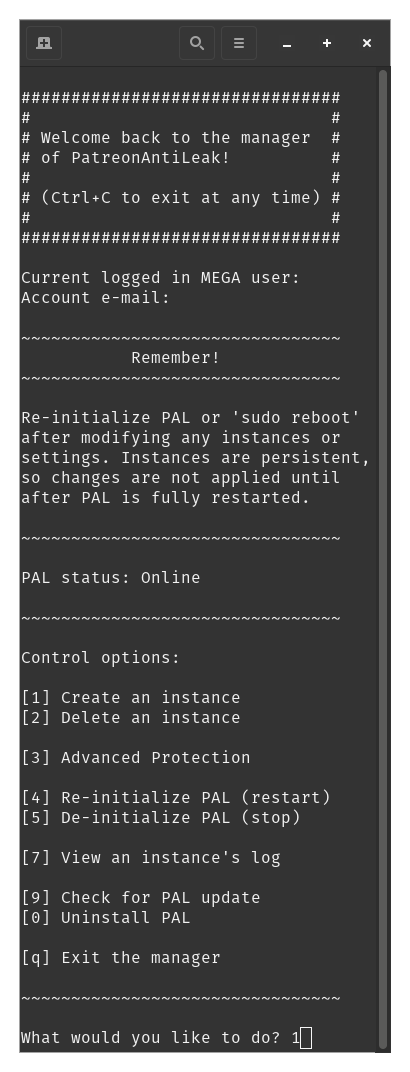 ################################
#                              #
# Welcome back to the manager  #
# of PatreonAntiLeak!          #
#                              #
# (Ctrl+C to exit at any time) #
#                              #
################################
Current logged in MEGA user:
Account e-mail:
~~~~~~~~~~~~~~~~~~~~~~~~~~~~~~~~
           Remember!
~~~~~~~~~~~~~~~~~~~~~~~~~~~~~~~~
Re-initialize PAL or 'sudo reboot'
after modifying any instances or
settings. Instances are persistent,
so changes are not applied until
after PAL is fully restarted.
~~~~~~~~~~~~~~~~~~~~~~~~~~~~~~~~
PAL status: Online
~~~~~~~~~~~~~~~~~~~~~~~~~~~~~~~~
Control options:
[1] Create an instance
[2] Delete an instance
[3] Advanced Protection
[4] Re-initialize PAL (restart)
[5] De-initialize PAL (stop)
[7] View an instance's log
[9] Check for PAL update
[0] Uninstall PAL
[q] Exit the manager
~~~~~~~~~~~~~~~~~~~~~~~~~~~~~~~~
What would you like to do? 1